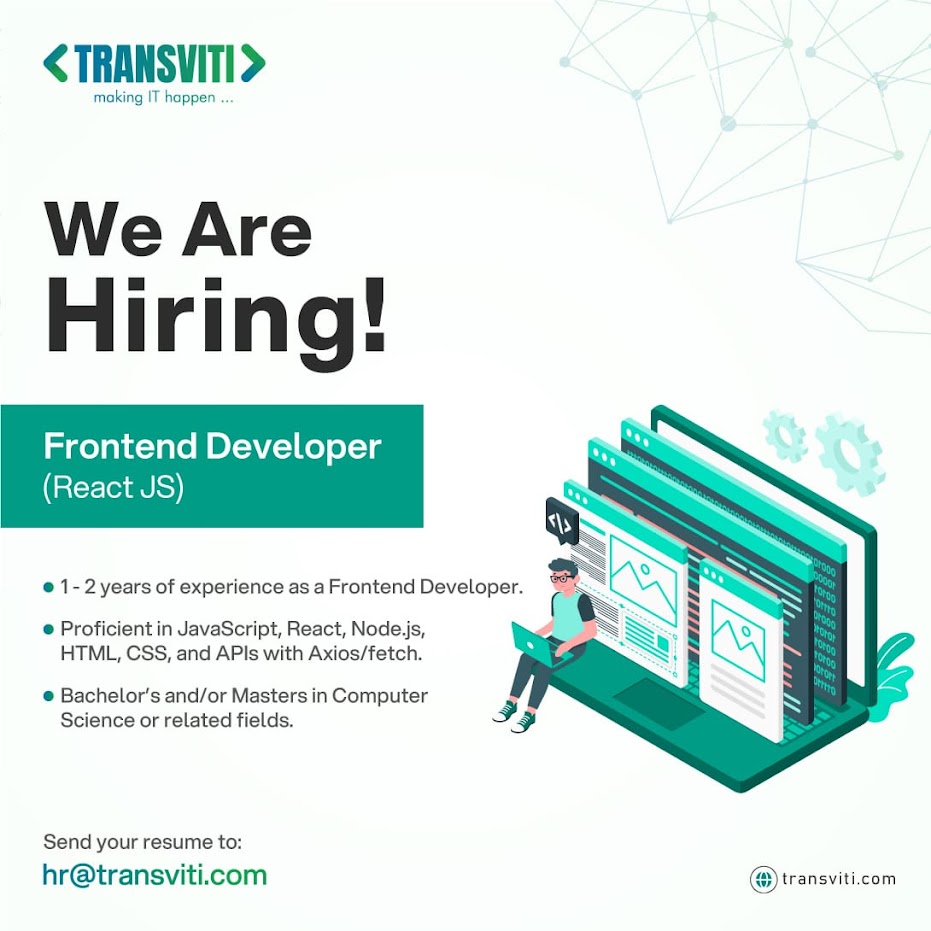 TRANSVITI
making IT happen ...
We Are
Hiring!
Frontend Developer
(React JS)
1 - 2 years of experience as a Frontend Developer.
Proficient in JavaScript, React, Node.js,
HTML, CSS, and APIs with Axios/fetch.
Bachelor's and/or Masters in Computer
Science or related fields.
Send your resume to:
hr@transviti.com
transviti.com